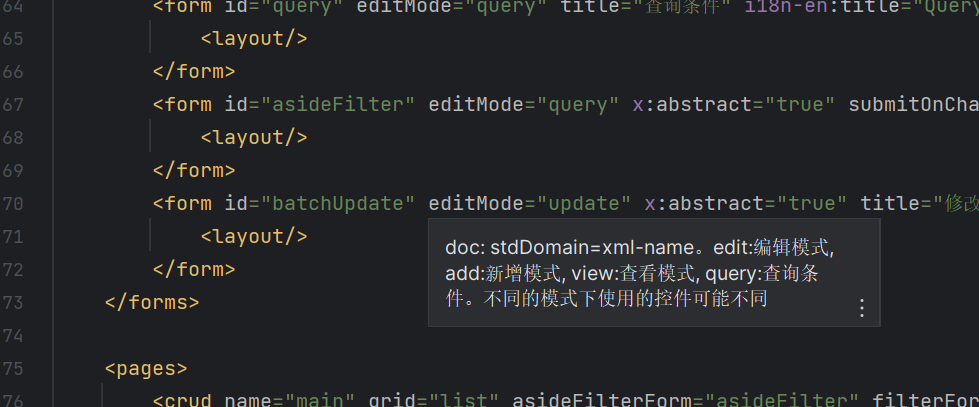 64 <form id="query" editMode="query" title="查询条件" i18n-en:title="Query
65 <layout/>
66 </form>
67 <form id="asideFilter" editMode="query" x:abstract="true" submitOnCha
68 <layout/>
69 </form>
70 <form id="batchUpdate" editMode="update" x:abstract="true" title="修改
71 <layout/>
72 </form>
73 </forms>
74
75 <pages>
76 <crud name="main" grid="list" asideFilterForm="asideFilter" filterFor
doc: stdDomain=xml-name。edit:编辑模式,
add:新增模式, view:查看模式, query:查询条
件。不同的模式下使用的控件可能不同